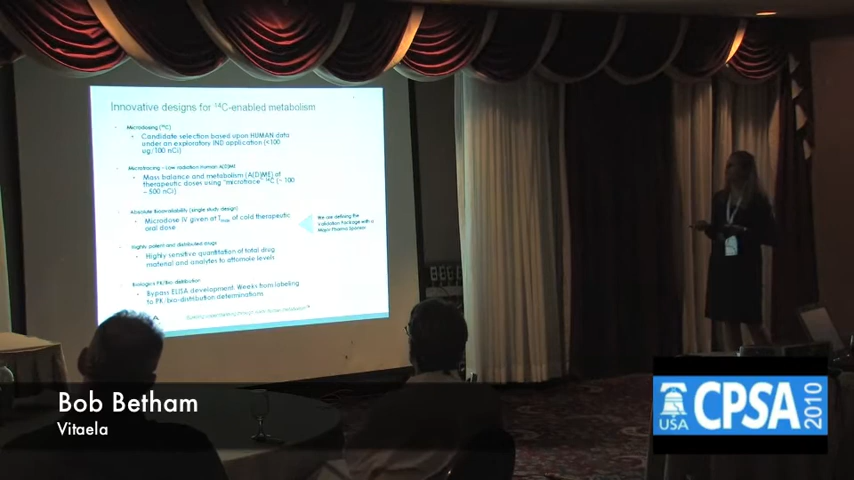 Innovative designs for ¹⁴C-enabled metabolism
Microdosing (¹⁴C)
Candidate selection based upon HUMAN data
under an exploratory IND application (<100
ug/100 nCi)
Microtracing – Low radiation human A(D)ME
Mass balance and metabolism (A(D)ME) at
therapeutic doses using "microtrace" ¹⁴C (~ 100
– 500 nCi)
Absolute Bioavailability (single study design)
Microdose IV given at Tmax of cold therapeutic
oral dose
We are defining the
Validation Package with a
Major Pharma Sponsor
Highly potent and distributed drugs
Highly sensitive quantitation of total drug
material and analytes to attomole levels
Biologics PK/Bio distribution
Bypass ELISA development. Weeks from labeling
to PK/bio-distribution determinations
Bob Betham
Vitaela
USA
CPSA
2010